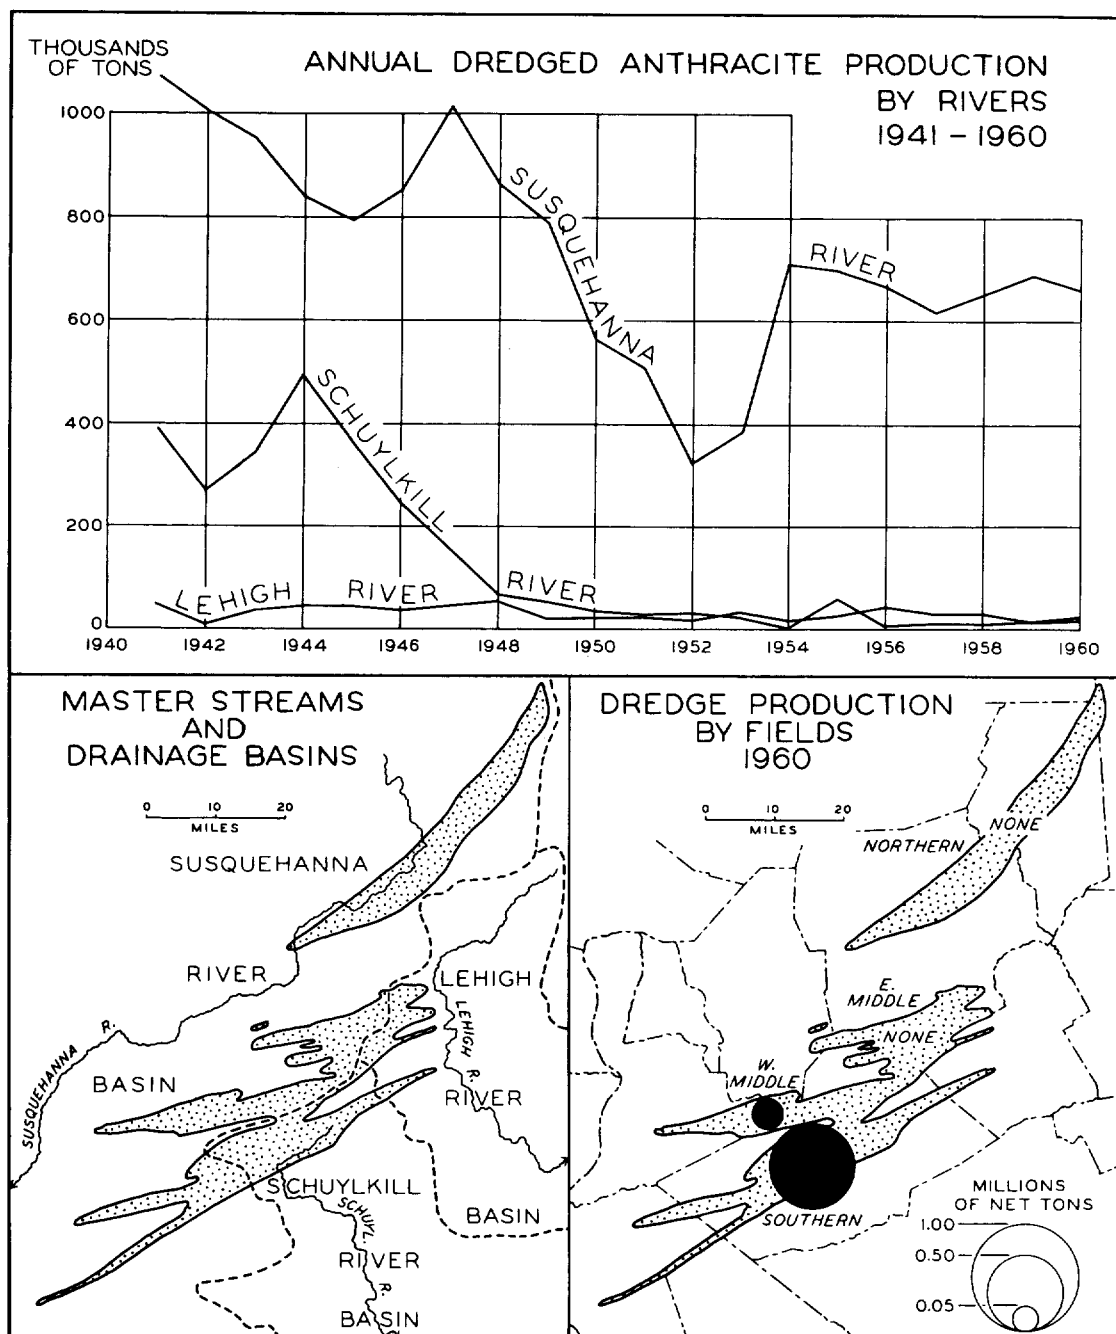 THOUSANDS
OF TONS
ANNUAL DREDGED ANTHRACITE PRODUCTION
BY RIVERS
1941 – 1960
1000
800
600
400
200
0
SUSQUEHANNA
RIVER
SCHUYLKILL
RIVER
LEHIGH
RIVER
1940
1942
1944
1946
1948
1950
1952
1954
1956
1958
1960
MASTER STREAMS
AND
DRAINAGE BASINS
0 10 20
MILES
SUSQUEHANNA
RIVER
BASIN
SUSQUEHANNA R.
LEHIGH
RIVER
BASIN
LEHIGH R.
SCHUYLKILL
RIVER
BASIN
SCHUYL. R.
DREDGE PRODUCTION
BY FIELDS
1960
0 10 20
MILES
NORTHERN
NONE
E.
MIDDLE
NONE
W.
MIDDLE
SOUTHERN
MILLIONS
OF NET TONS
1.00
0.50
0.05